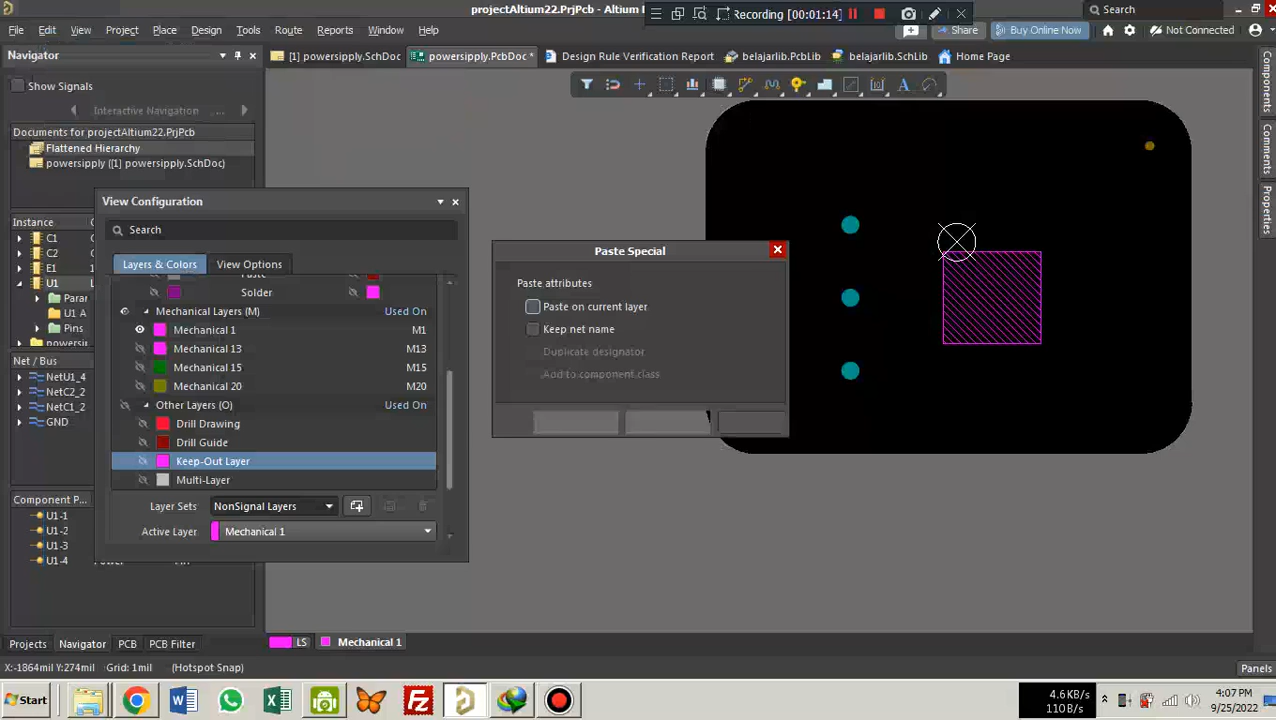 projectAltium22.PrjPcb - Altium
Recording [00:01:14]
Search
File Edit View Project Place Design Tools Route Reports Window Help
Share
Buy Online Now
Not Connected
Navigator
[1] powersipply.SchDoc
powersipply.PcbDoc *
Design Rule Verification Report
belajarlib.PcbLib
belajarlib.SchLib
Home Page
Show Signals
Interactive Navigation ...
Documents for projectAltium22.PrjPcb
Flattened Hierarchy
powersipply ([1] powersipply.SchDoc)
View Configuration
Search
Instance
C1
C2
E1
U1
Parar
U1 A
Pins
Layers & Colors
View Options
Paste
Solder
Mechanical Layers (M) Used On
Mechanical 1 M1
Mechanical 13 M13
Mechanical 15 M15
Mechanical 20 M20
Other Layers (O) Used On
Drill Drawing
Drill Guide
Keep-Out Layer
Multi-Layer
Layer Sets NonSignal Layers
Active Layer Mechanical 1
Net / Bus
NetU1_4
NetC2_2
NetC1_2
GND
Component P...
U1-1
U1-2
U1-3
U1-4
Paste Special
Paste attributes
Paste on current layer
Keep net name
Duplicate designator
Add to component class
Components
Comments
Properties
Projects Navigator PCB PCB Filter
LS
Mechanical 1
X:-1864mil Y:274mil Grid: 1mil (Hotspot Snap)
Panels
Start
4.6KB/s
110 B/s
4:07 PM
9/25/2022